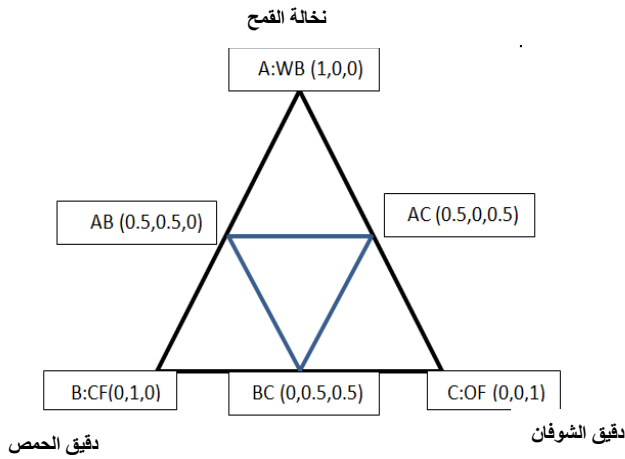 نخالة القمح
A:WB (1,0,0)
AB (0.5,0.5,0)
AC (0.5,0,0.5)
B:CF(0,1,0)
BC (0,0.5,0.5)
C:OF (0,0,1)
دقيق الشوفان
دقيق الحمص